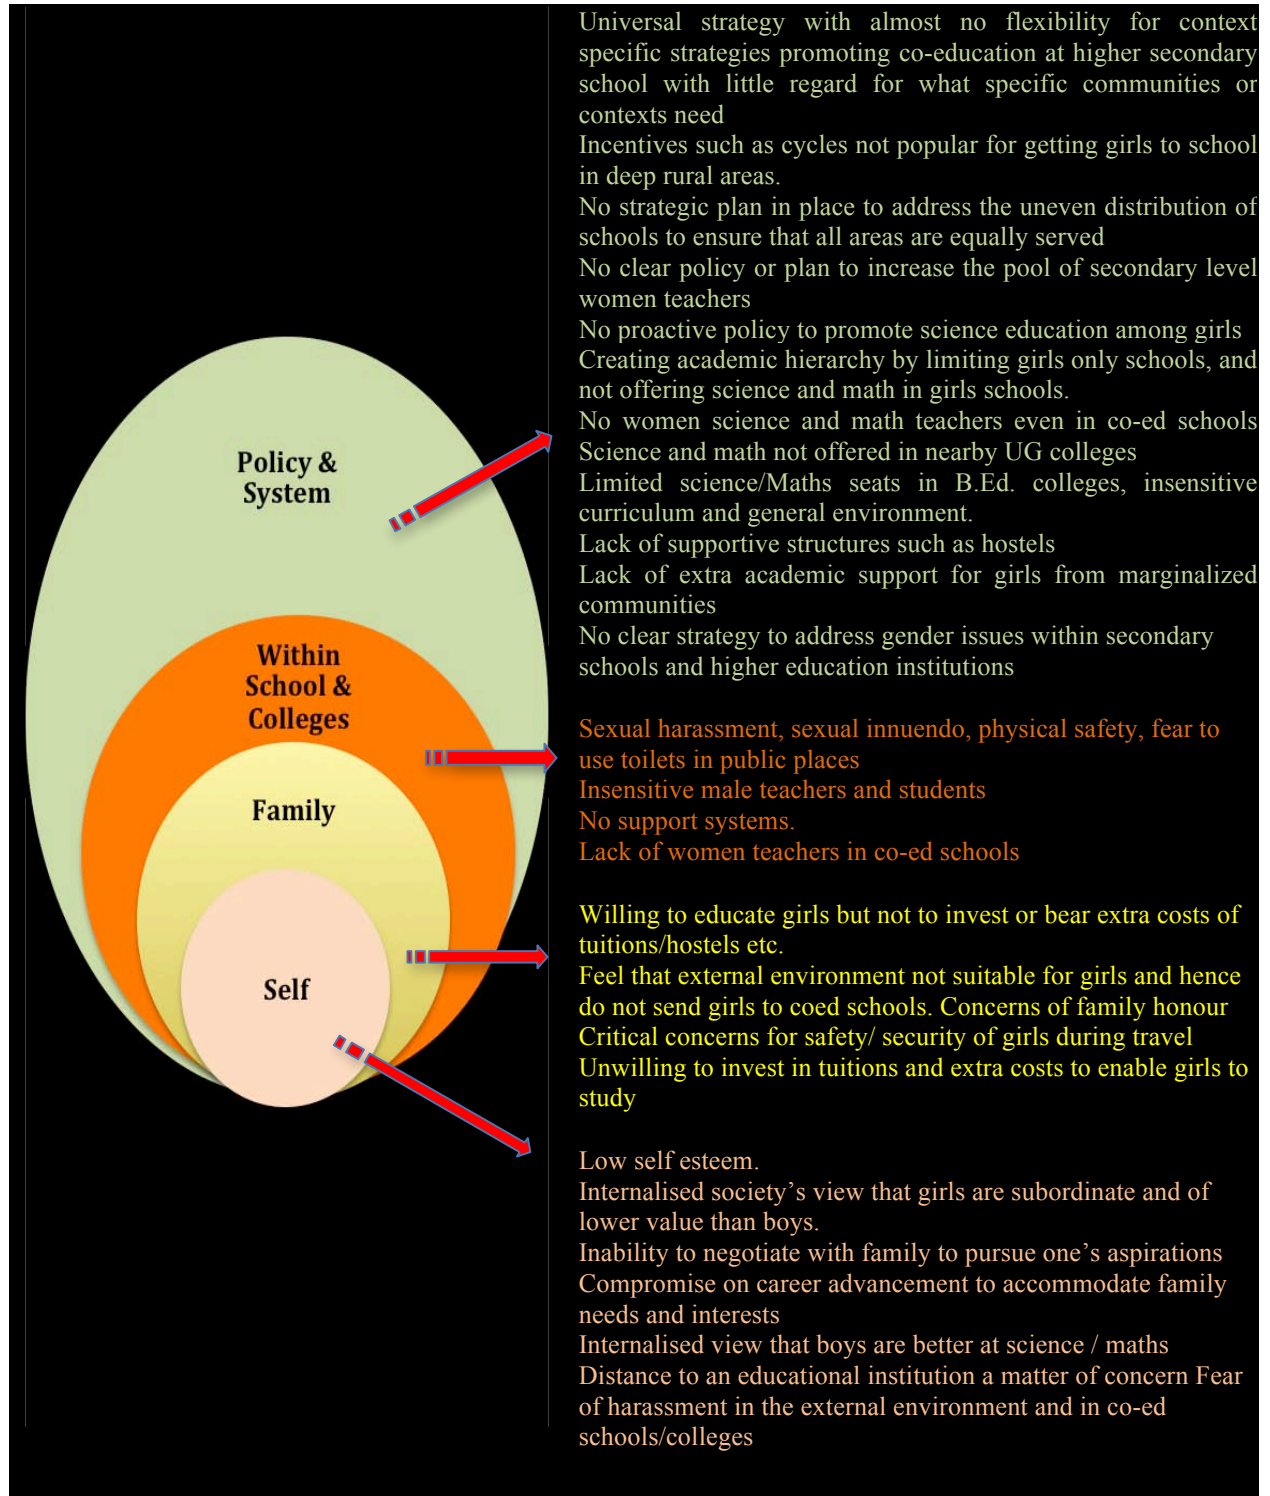 Universal strategy with almost no flexibility for context
specific strategies promoting co-education at higher secondary
school with little regard for what specific communities or
contexts need
Incentives such as cycles not popular for getting girls to school
in deep rural areas.
No strategic plan in place to address the uneven distribution of
schools to ensure that all areas are equally served
No clear policy or plan to increase the pool of secondary level
women teachers
No proactive policy to promote science education among girls
Creating academic hierarchy by limiting girls only schools, and
not offering science and math in girls schools.
No women science and math teachers even in co-ed schools
Science and math not offered in nearby UG colleges
Limited science/Maths seats in B.Ed. colleges, insensitive
curriculum and general environment.
Lack of supportive structures such as hostels
Lack of extra academic support for girls from marginalized
communities
No clear strategy to address gender issues within secondary
schools and higher education institutions
Policy &
System
Within
School &
Colleges
Family
Self
Sexual harassment, sexual innuendo, physical safety, fear to
use toilets in public places
Insensitive male teachers and students
No support systems.
Lack of women teachers in co-ed schools
Willing to educate girls but not to invest or bear extra costs of
tuitions/hostels etc.
Feel that external environment not suitable for girls and hence
do not send girls to coed schools. Concerns of family honour
Critical concerns for safety/ security of girls during travel
Unwilling to invest in tuitions and extra costs to enable girls to
study
Low self esteem.
Internalised society’s view that girls are subordinate and of
lower value than boys.
Inability to negotiate with family to pursue one’s aspirations
Compromise on career advancement to accommodate family
needs and interests
Internalised view that boys are better at science / maths
Distance to an educational institution a matter of concern Fear
of harassment in the external environment and in co-ed
schools/colleges